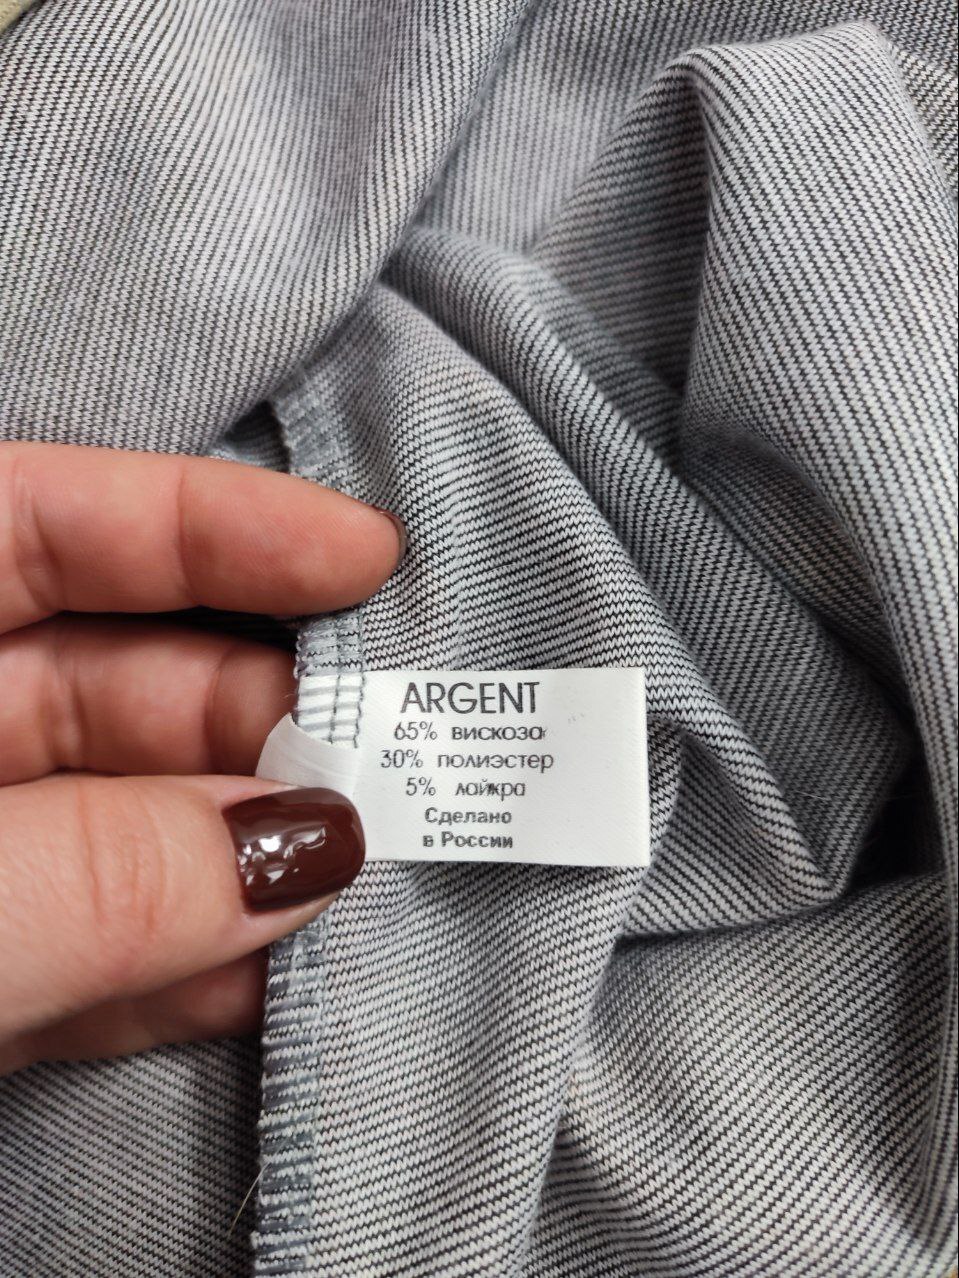 ARGENT
65% вискоза
30% полиэстер
5% лайкра
Сделано
в России